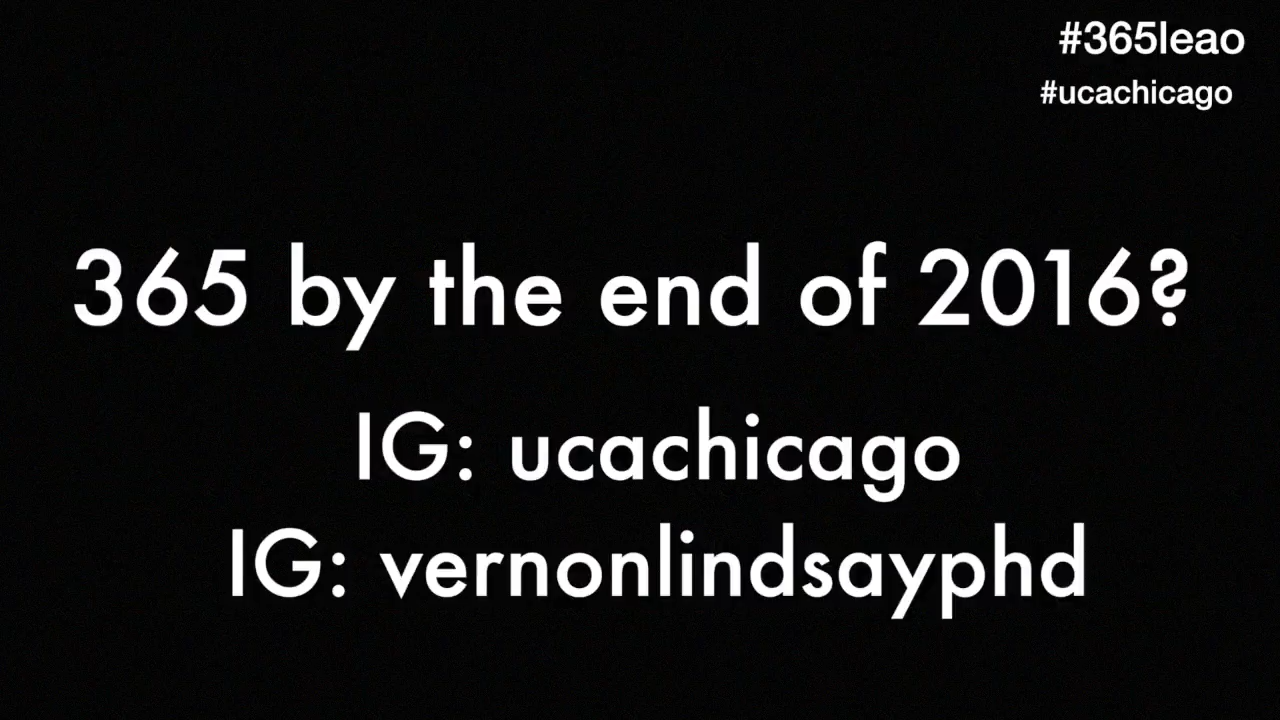 #365leao
#ucachicago
365 by the end of 2016?
IG: ucachicago
IG: vernonlindsayphd